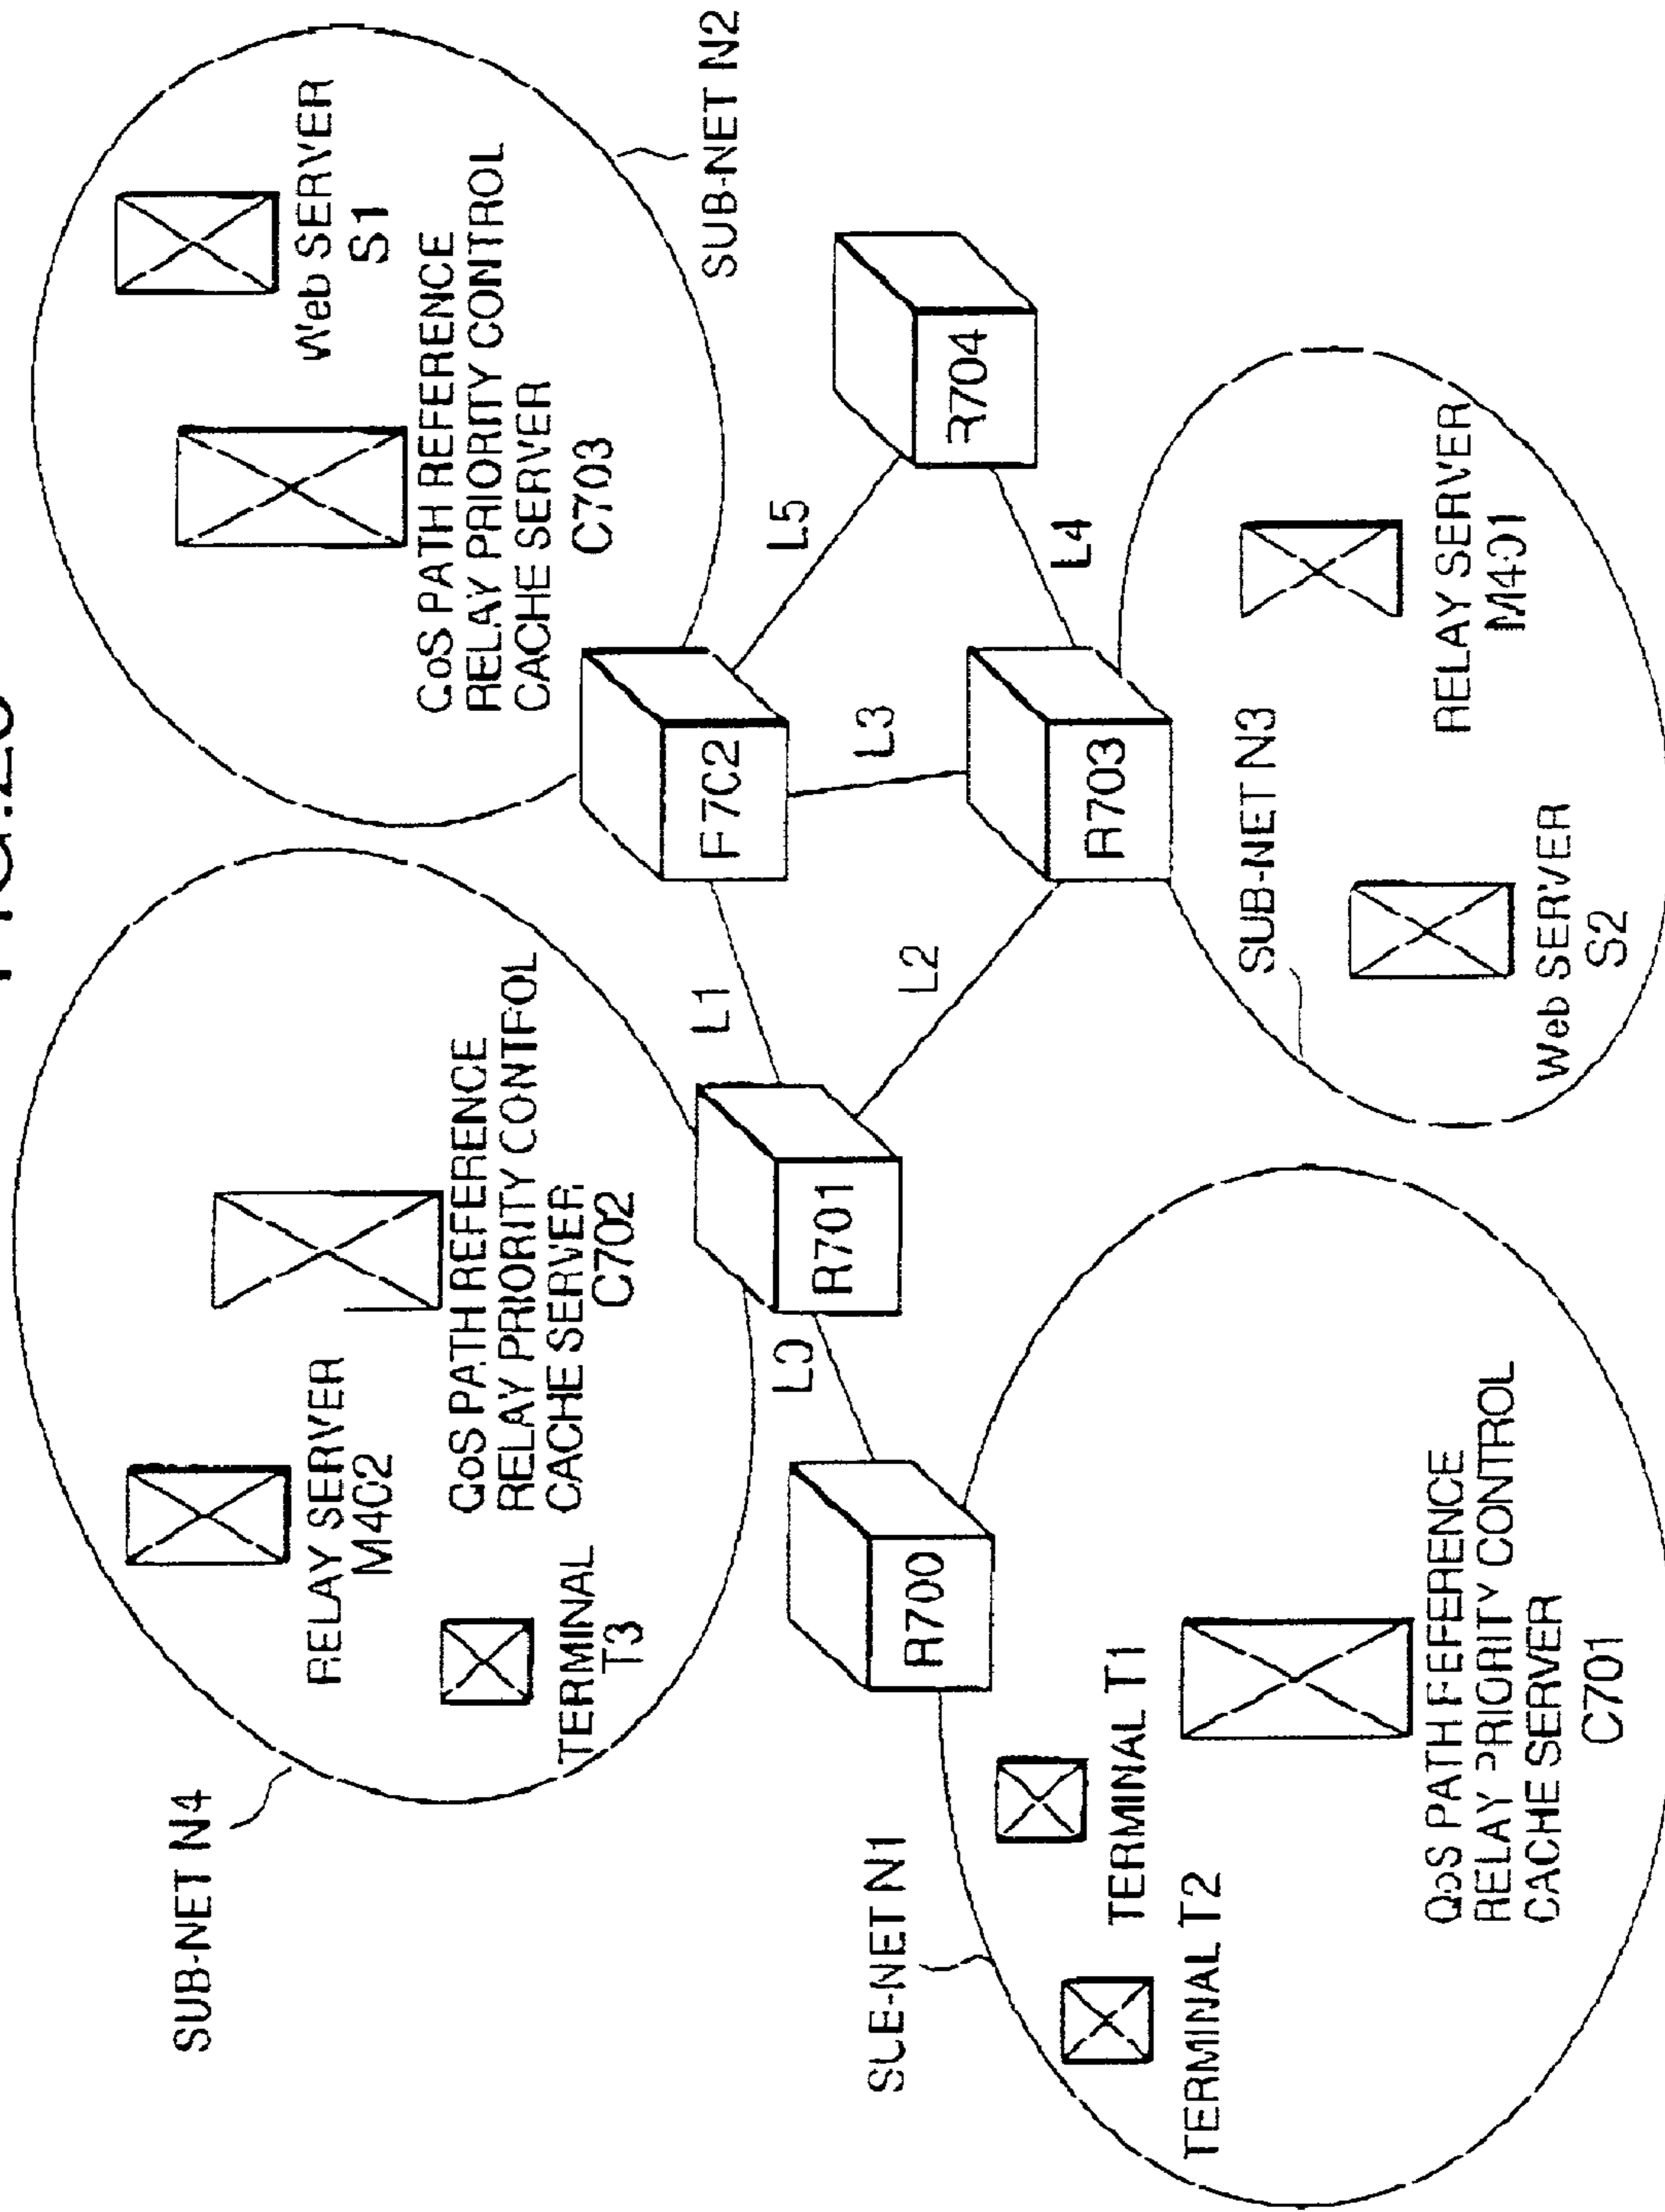 SUB-NET N4
RELAY SERVER
M402
QoS PATH REFERENCE
RELAY PRIORITY CONTROL
CACHE SERVER
C702
TERMINAL
T3
Web SERVER
S1
QoS PATH REFERENCE
RELAY PRIORITY CONTROL
CACHE SERVER
C703
SUB-NET N2
L0
R701
L1
R702
L5
L3
L2
R704
L4
R700
R703
SUB-NET N1
TERMINAL T1
TERMINAL T2
QoS PATH REFERENCE
RELAY PRIORITY CONTROL
CACHE SERVER
C701
SUB-NET N3
RELAY SERVER
M401
Web SERVER
S2